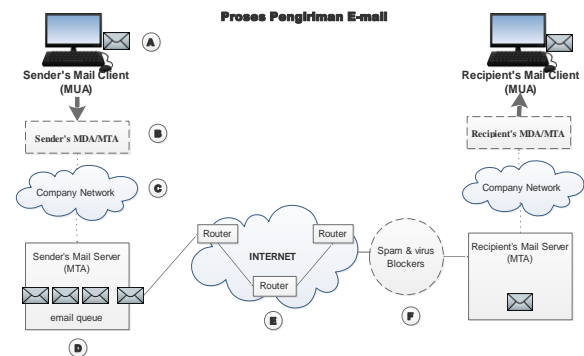 Proses Pengiriman E-mail
A
Sender's Mail Client
(MUA)
B
Sender's MDA/MTA
C
Company Network
Sender's Mail Server
(MTA)
email queue
D
Router
Router
INTERNET
Router
E
Spam & virus
Blockers
F
Recipient's Mail Client
(MUA)
Recipient's MDA/MTA
Company Network
Recipient's Mail Server
(MTA)